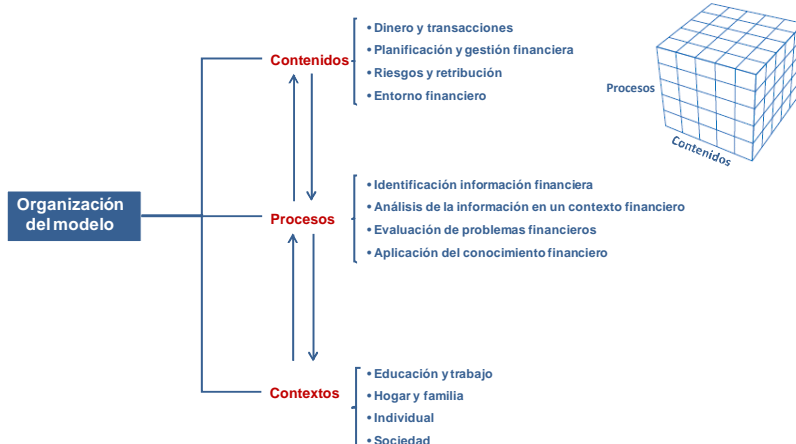 Organización
del modelo
Contenidos
• Dinero y transacciones
• Planificación y gestión financiera
• Riesgos y retribución
• Entorno financiero
Procesos
• Identificación información financiera
• Análisis de la información en un contexto financiero
• Evaluación de problemas financieros
• Aplicación del conocimiento financiero
Contextos
• Educación y trabajo
• Hogar y familia
• Individual
• Sociedad
Procesos
Contenidos